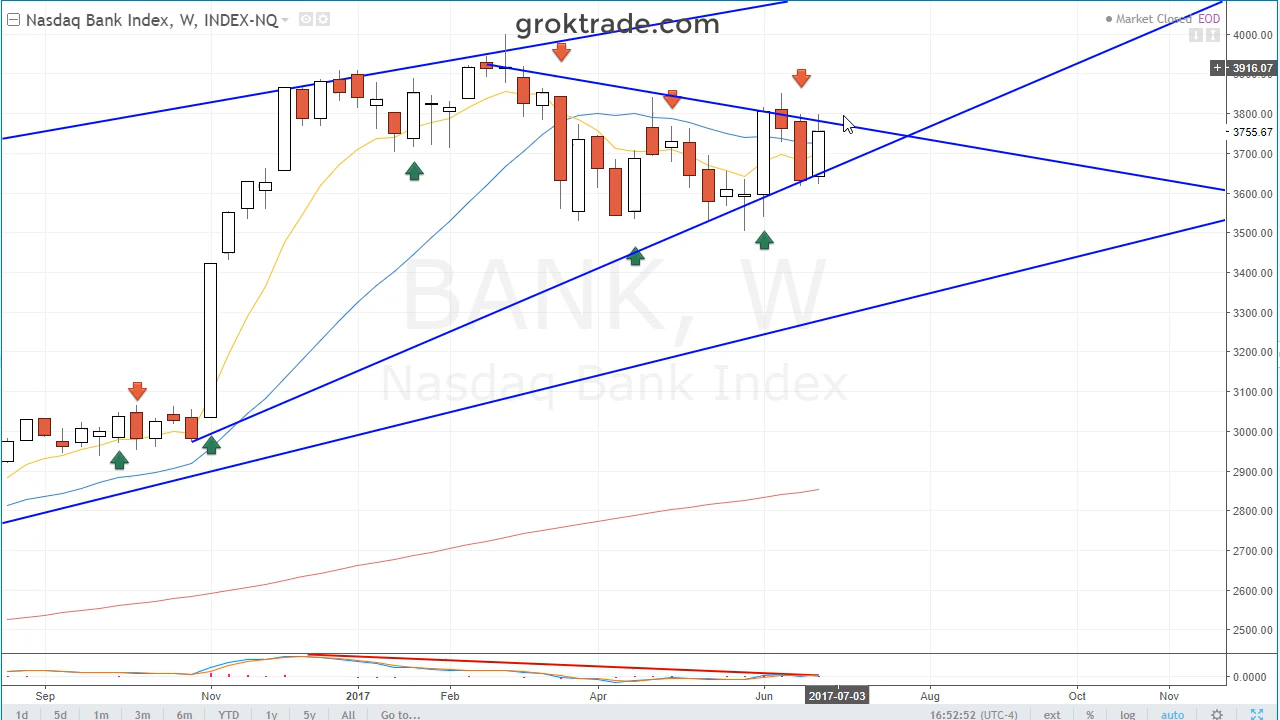 Nasdaq Bank Index, W, INDEX-NQ
groktrade.com
Market Closed EOD
4000.00
+ 3916.07
3800.00
3755.67
3700.00
3600.00
3500.00
3400.00
3300.00
3200.00
3100.00
3000.00
2900.00
2800.00
2700.00
2600.00
2500.00
0.0000
BANK, W
Nasdaq Bank Index
Sep Nov 2017 Feb Apr Jun 2017-07-03 Aug Oct Nov
1d 5d 1m 3m 6m YTD 1y 5y All Go to... 16:52:52 (UTC-4) ext % log auto